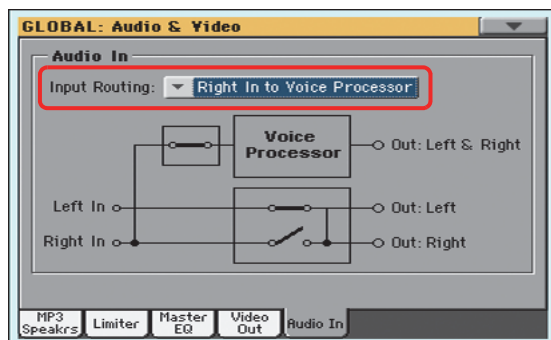 GLOBAL: Audio & Video
Audio In
Input Routing: Right In to Voice Processor
Voice
Processor
Out: Left & Right
Left In
Out: Left
Right In
Out: Right
MP3
Speakrs
Limiter
Master
EQ
Video
Out
Audio In